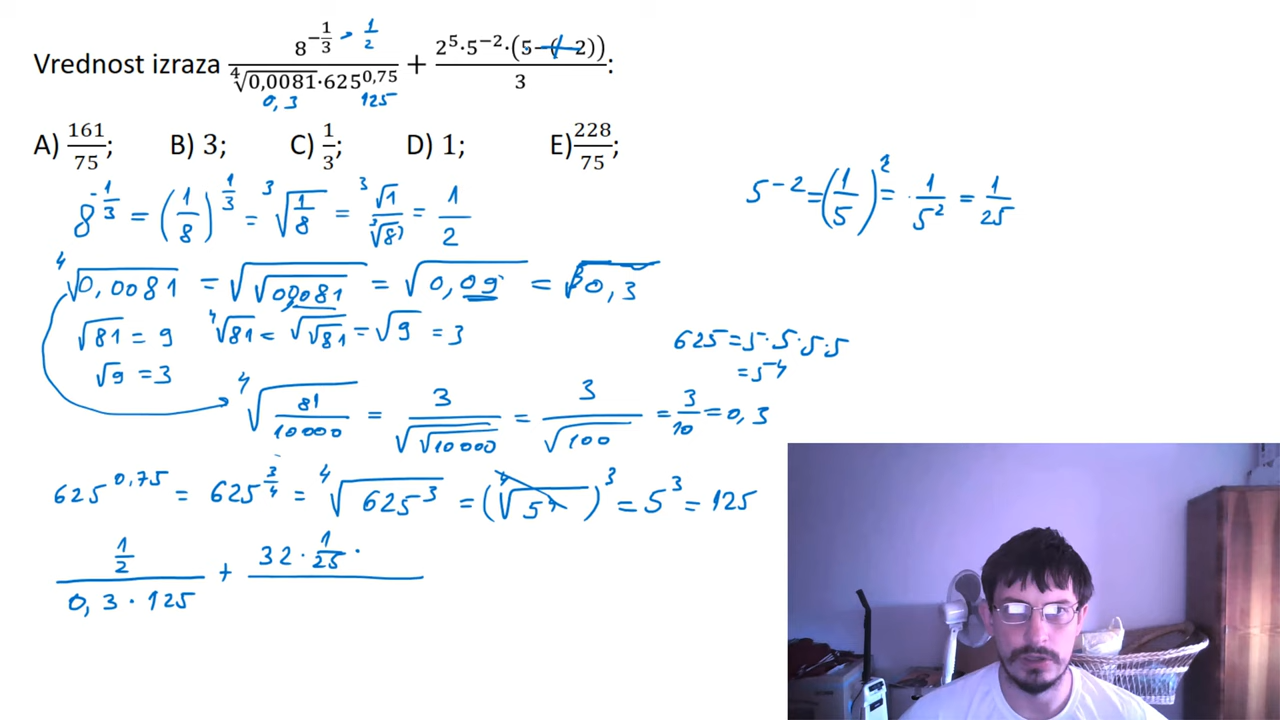 Vrednost izraza 8^(-1/3) / (⁴√0,0081·625^0,75) + 2⁵·5⁻²·(5−(−2)) / 3 :
→ 1/2
0,3 125
A) 161/75; B) 3; C) 1/3; D) 1; E) 228/75;
8^(-1/3) = (1/8)^(1/3) = ³√(1/8) = ³√1/³√8 = 1/2
5⁻² = (1/5)² = · 1/5² = 1/25
⁴√0,0081 = √√0,0081 = √0,09 = 0,3
√81 = 9 ⁴√81 = √√81 = √9 = 3
√9 = 3
625 = 5·5·5·5
= 5⁴
⁴√(81/10000) = 3/√√10000 = 3/√100 = 3/10 = 0,3
625^0,75 = 625^(3/4) = ⁴√625³ = (⁴√5⁴)³ = 5³ = 125
(1/2) / (0,3 · 125) + 32 · 1/25 ·